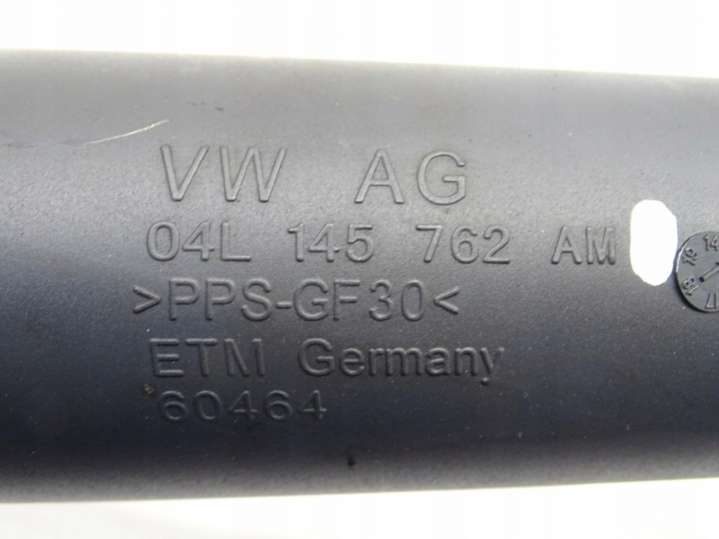 VW AG
04L 145 762 AM
>PPS-GF30<
ETM Germany
60464